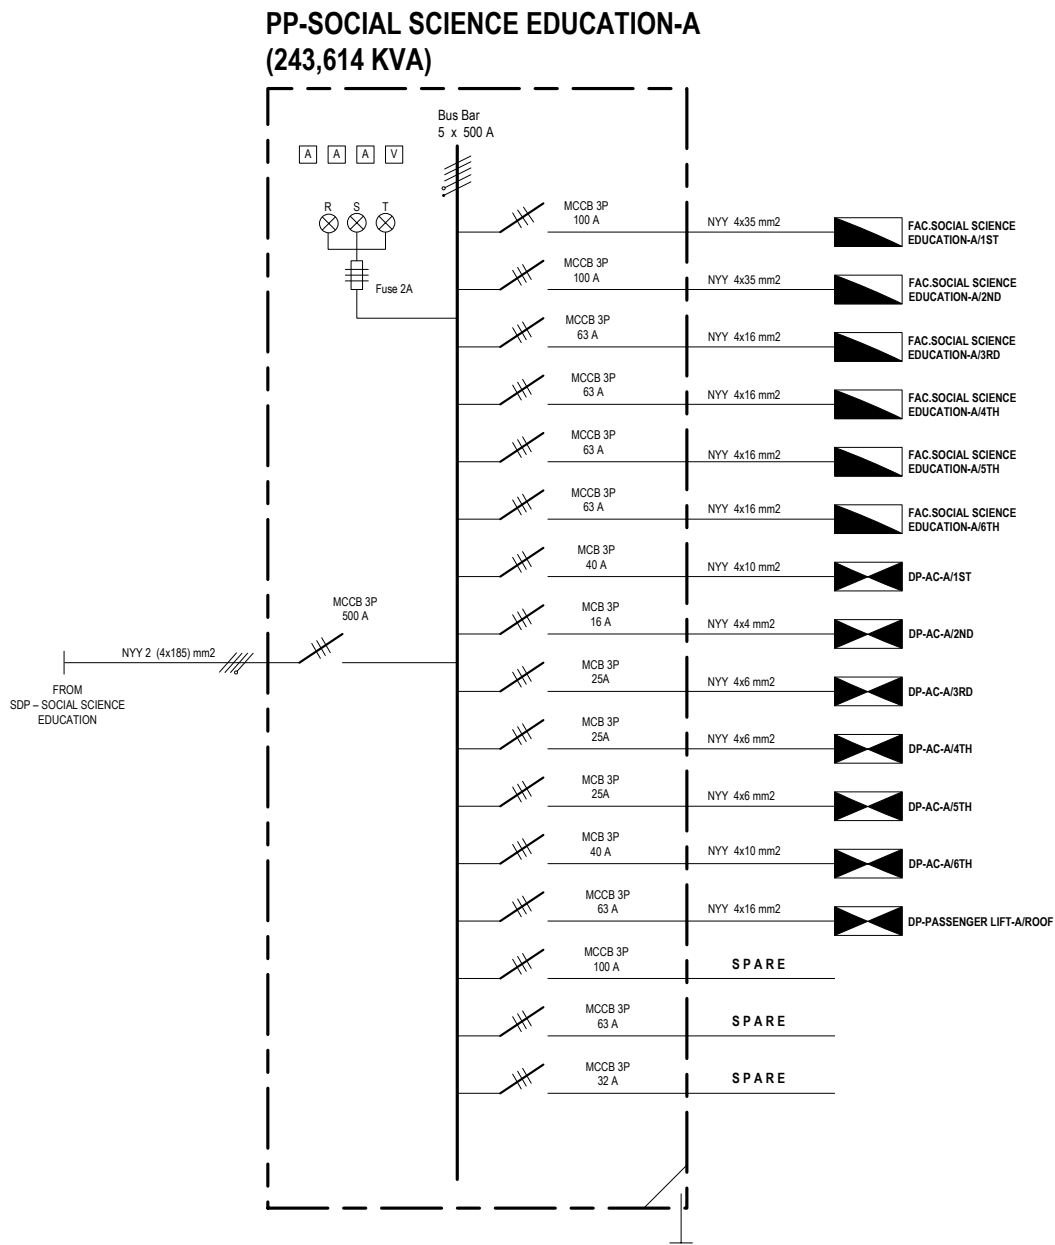 PP-SOCIAL SCIENCE EDUCATION-A
(243,614 KVA)
Bus Bar
5 x 500 A
A A A V
R S T
Fuse 2A
MCCB 3P
100 A
NYY 4x35 mm2
FAC.SOCIAL SCIENCE
EDUCATION-A/1ST
MCCB 3P
100 A
NYY 4x35 mm2
FAC.SOCIAL SCIENCE
EDUCATION-A/2ND
MCCB 3P
63 A
NYY 4x16 mm2
FAC.SOCIAL SCIENCE
EDUCATION-A/3RD
MCCB 3P
63 A
NYY 4x16 mm2
FAC.SOCIAL SCIENCE
EDUCATION-A/4TH
MCCB 3P
63 A
NYY 4x16 mm2
FAC.SOCIAL SCIENCE
EDUCATION-A/5TH
MCCB 3P
63 A
NYY 4x16 mm2
FAC.SOCIAL SCIENCE
EDUCATION-A/6TH
MCB 3P
40 A
NYY 4x10 mm2
DP-AC-A/1ST
MCCB 3P
500 A
NYY 2 (4x185) mm2
FROM
SDP – SOCIAL SCIENCE
EDUCATION
MCB 3P
16 A
NYY 4x4 mm2
DP-AC-A/2ND
MCB 3P
25A
NYY 4x6 mm2
DP-AC-A/3RD
MCB 3P
25A
NYY 4x6 mm2
DP-AC-A/4TH
MCB 3P
25A
NYY 4x6 mm2
DP-AC-A/5TH
MCB 3P
40 A
NYY 4x10 mm2
DP-AC-A/6TH
MCCB 3P
63 A
NYY 4x16 mm2
DP-PASSENGER LIFT-A/ROOF
MCCB 3P
100 A
SPARE
MCCB 3P
63 A
SPARE
MCCB 3P
32 A
SPARE